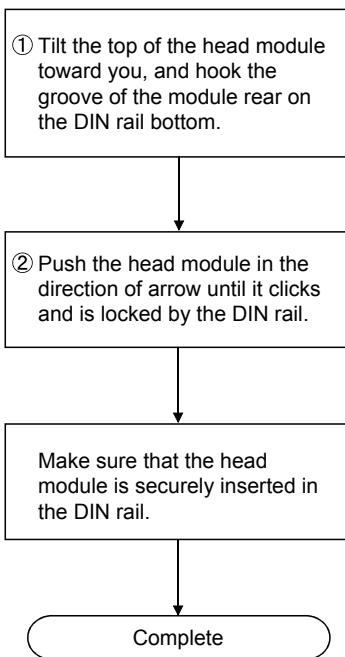 ① Tilt the top of the head module
toward you, and hook the
groove of the module rear on
the DIN rail bottom.
② Push the head module in the
direction of arrow until it clicks
and is locked by the DIN rail.
Make sure that the head
module is securely inserted in
the DIN rail.
Complete